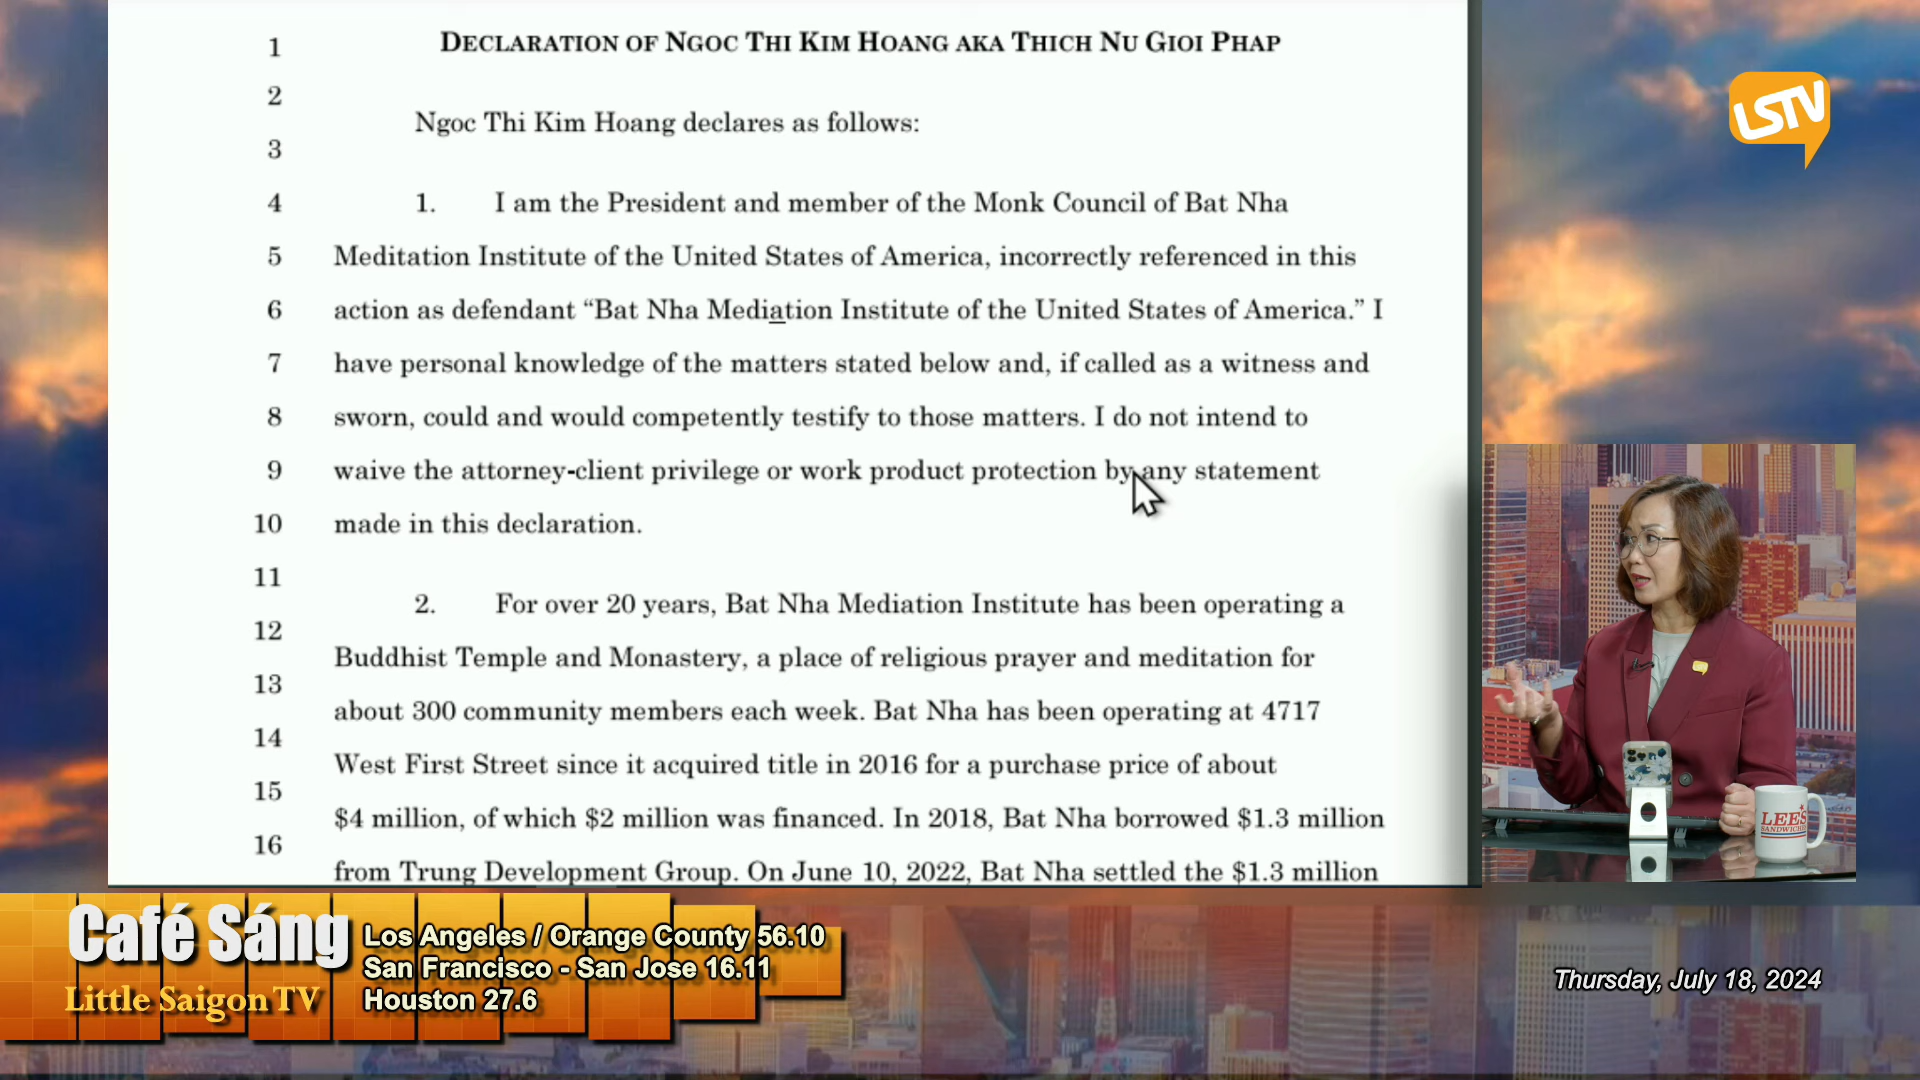 1 DECLARATION OF NGOC THI KIM HOANG AKA THICH NU GIOI PHAP
2
Ngoc Thi Kim Hoang declares as follows:
3
4 1. I am the President and member of the Monk Council of Bat Nha
5 Meditation Institute of the United States of America, incorrectly referenced in this
6 action as defendant “Bat Nha Mediation Institute of the United States of America.” I
7 have personal knowledge of the matters stated below and, if called as a witness and
8 sworn, could and would competently testify to those matters. I do not intend to
9 waive the attorney-client privilege or work product protection by any statement
10 made in this declaration.
11
2. For over 20 years, Bat Nha Mediation Institute has been operating a
12
Buddhist Temple and Monastery, a place of religious prayer and meditation for
13
about 300 community members each week. Bat Nha has been operating at 4717
14
West First Street since it acquired title in 2016 for a purchase price of about
15
$4 million, of which $2 million was financed. In 2018, Bat Nha borrowed $1.3 million
16
from Trung Development Group. On June 10, 2022, Bat Nha settled the $1.3 million
LSTV
LEE'S
SANDWICHES
Café Sáng
Little Saigon TV
Los Angeles / Orange County 56.10
San Francisco - San Jose 16.11
Houston 27.6
Thursday, July 18, 2024